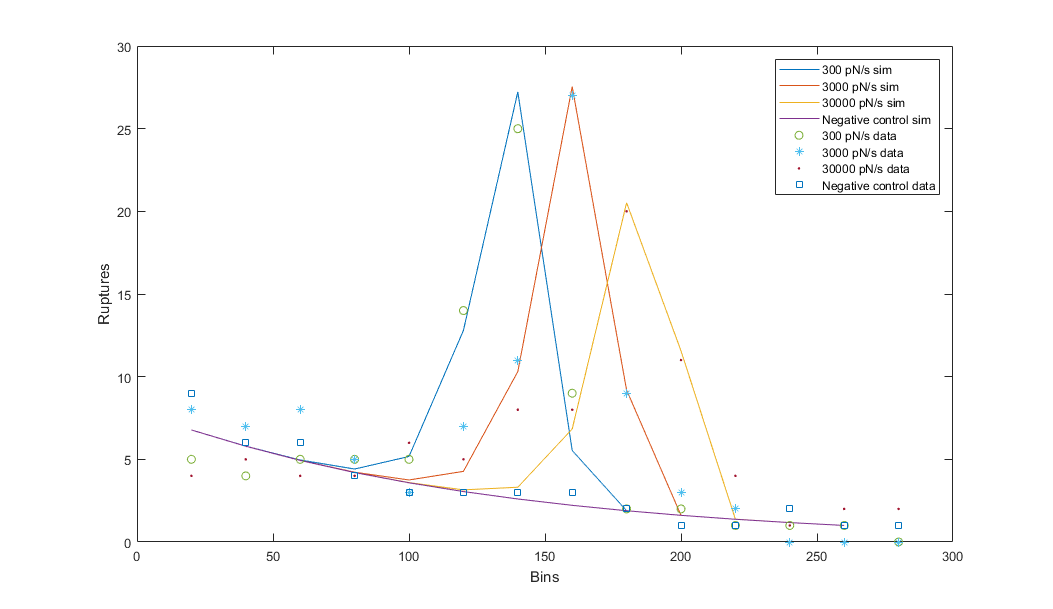 30
25
20
15
10
5
0
0 50 100 150 200 250 300
Ruptures
Bins
300 pN/s sim
3000 pN/s sim
30000 pN/s sim
Negative control sim
300 pN/s data
3000 pN/s data
30000 pN/s data
Negative control data